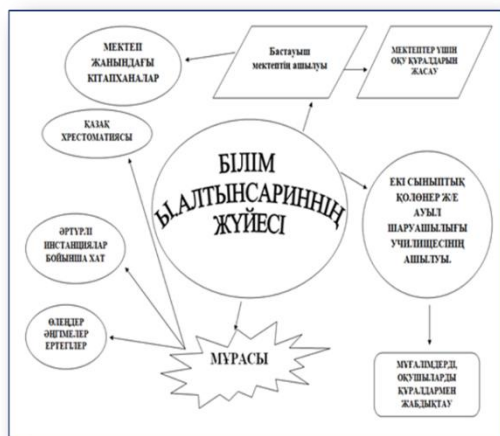 МЕКТЕП
ЖАНЫНДАҒЫ
КІТАПХАНАЛАР
Бастауыш
мектептің ашылуы
МЕКТЕПТЕР ҮШІН
ОҚУ ҚҰРАЛДАРЫН
ЖАСАУ
ҚАЗАҚ
ХРЕСТОМАТИЯСЫ
БІЛІМ
Ы.АЛТЫНСАРИННІҢ
ЖҮЙЕСІ
ЕКІ СЫНЫПТЫҚ
ҚОЛӨНЕР Ж/Е
АУЫЛ
ШАРУАШЫЛЫҒЫ
УЧИЛИЩЕСІНІҢ
АШЫЛУЫ.
ӘРТҮРЛІ
ИНСТАНЦИЯЛАР
БОЙЫНША ХАТ
ӨЛЕҢДЕР
ӘҢГІМЕЛЕР
ЕРТЕГІЛЕР
МҰРАСЫ
МҰҒАЛІМДЕРДІ,
ОҚУШЫЛАРДЫ
ҚҰРАЛДАРМЕН
ЖАБДЫҚТАУ